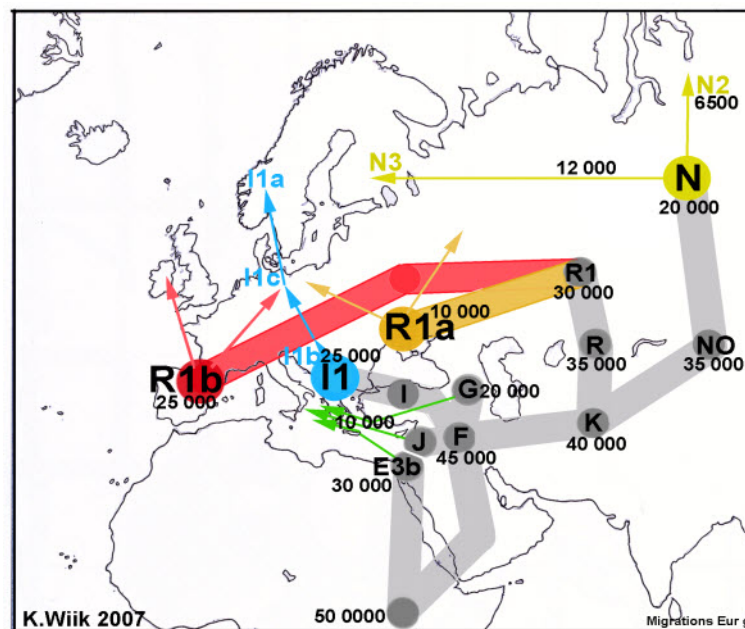 N2
6500
I1a
N3
12 000
N
20 000
I1c
R1
30 000
10 000
R1a
I1b
25 000
R
NO
35 000
35 000
R1b
I1
25 000
I
G
20 000
10 000
K
J
F
40 000
45 000
E3b
30 000
50 0000
K.Wiik 2007
Migrations Eur